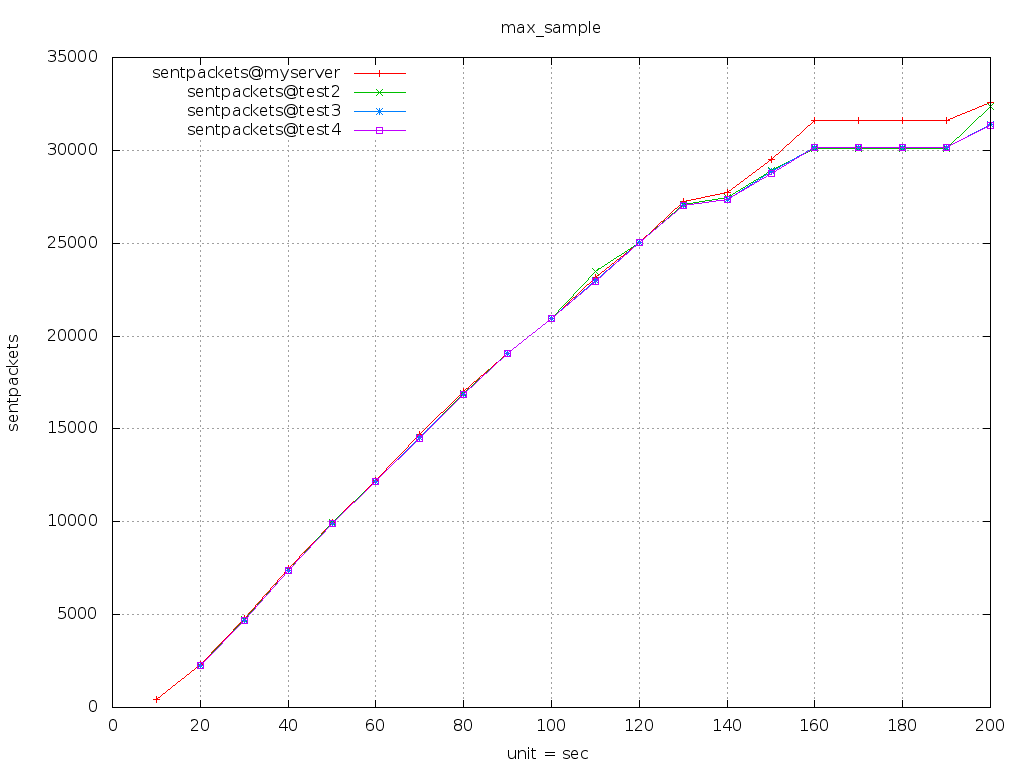 max_sample
35000
30000
25000
20000
15000
10000
5000
0
sentpackets@myserver
sentpackets@test2
sentpackets@test3
sentpackets@test4
sentpackets
0 20 40 60 80 100 120 140 160 180 200
unit = sec